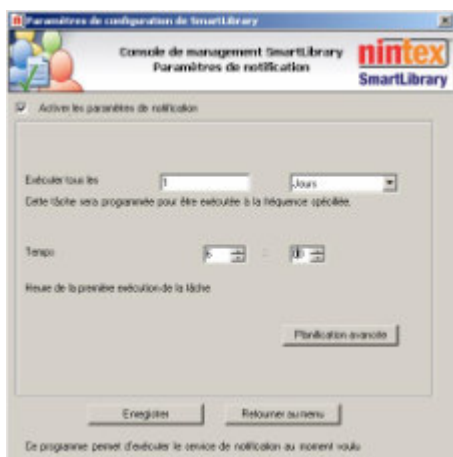 Paramètres de configuration de SmartLibrary
Console de management SmartLibrary
Paramètres de notification
nintex
SmartLibrary
Activer les paramètres de notification
Exécuter tous les 1 Jours
Cette tâche sera programmée pour être exécutée à la fréquence spécifiée.
Temps 6 : 00
Heure de la première exécution de la tâche
Planification avancée
Enregistrer Retourner au menu
Ce programme permet d'exécuter le service de notification au moment voulu